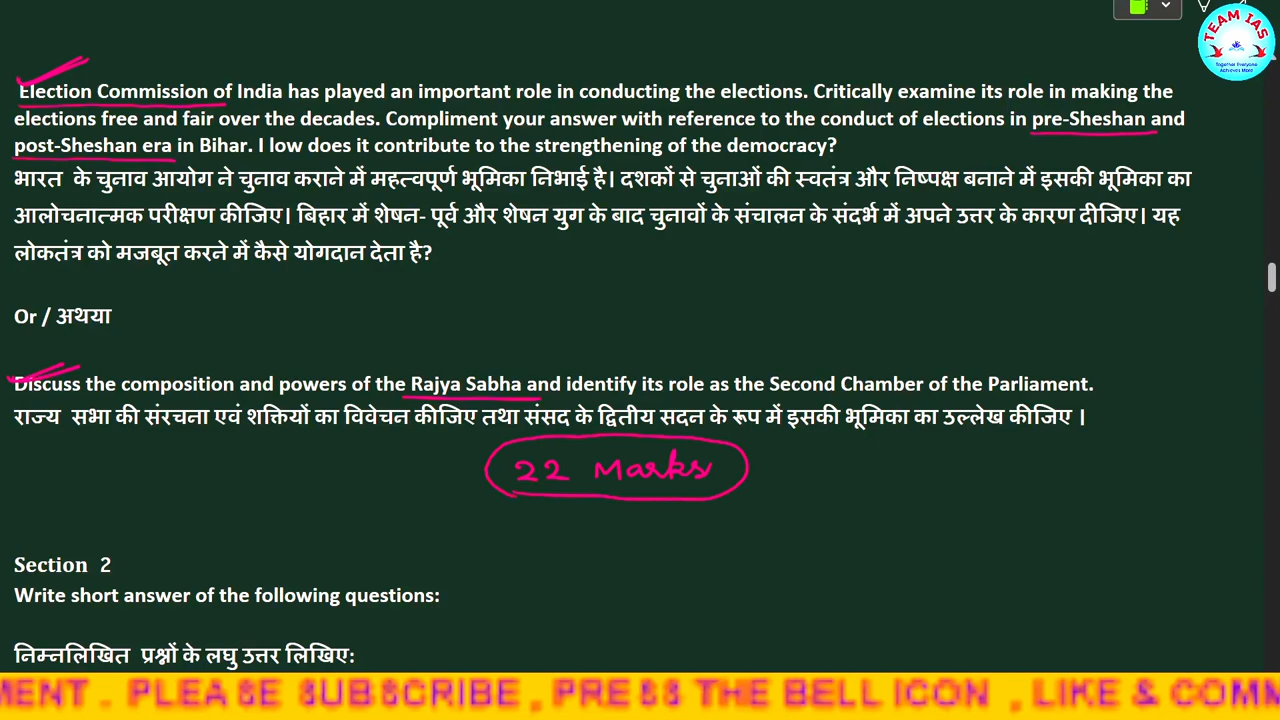 TEAM IAS
Together Everyone
Achieves More
Election Commission of India has played an important role in conducting the elections. Critically examine its role in making the
elections free and fair over the decades. Compliment your answer with reference to the conduct of elections in pre-Sheshan and
post-Sheshan era in Bihar. I low does it contribute to the strengthening of the democracy?
भारत के चुनाव आयोग ने चुनाव कराने में महत्वपूर्ण भूमिका निभाई है। दशकों से चुनाओं की स्वतंत्र और निष्पक्ष बनाने में इसकी भूमिका का
आलोचनात्मक परीक्षण कीजिए। बिहार में शेषन- पूर्व और शेषन युग के बाद चुनावों के संचालन के संदर्भ में अपने उत्तर के कारण दीजिए। यह
लोकतंत्र को मजबूत करने में कैसे योगदान देता है?
Or / अथया
Discuss the composition and powers of the Rajya Sabha and identify its role as the Second Chamber of the Parliament.
राज्य सभा की संरचना एवं शक्तियों का विवेचन कीजिए तथा संसद के द्वितीय सदन के रूप में इसकी भूमिका का उल्लेख कीजिए ।
22 Marks
Section 2
Write short answer of the following questions:
निम्नलिखित प्रश्नों के लघु उत्तर लिखिए:
MENT . PLEASE SUBSCRIBE , PRESS THE BELL ICON , LIKE & COMM